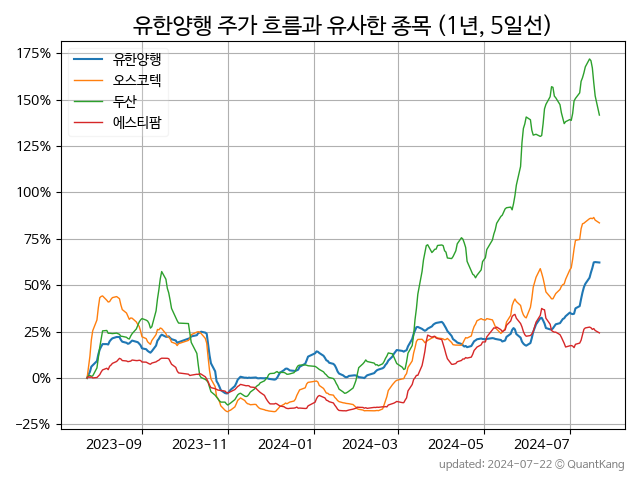 유한양행 주가 흐름과 유사한 종목 (1년, 5일선)
유한양행
오스코텍
두산
에스티팜
175%
150%
125%
100%
75%
50%
25%
0%
−25%
2023-09 2023-11 2024-01 2024-03 2024-05 2024-07
updated: 2024-07-22 © QuantKang